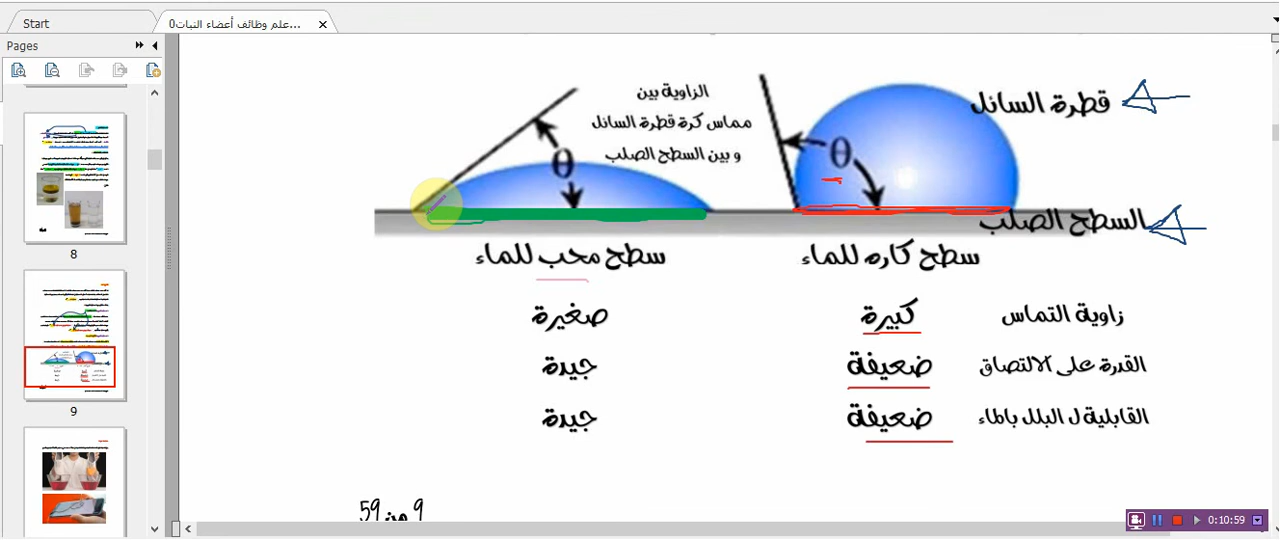 Start
علم وظائف أعضاء النبات0...
Pages
8
9
الزاوية بين
مماس كرة قطرة السائل
و بين السطح الصلب
θ
θ
قطرة السائل
السطح الصلب
سطح كاره للماء
سطح محب للماء
زاوية التماس كبيرة صغيرة
القدرة على الالتصاق ضعيفة جيدة
القابلية ل البلل بالماء ضعيفة جيدة
9 من 59
0:10:59